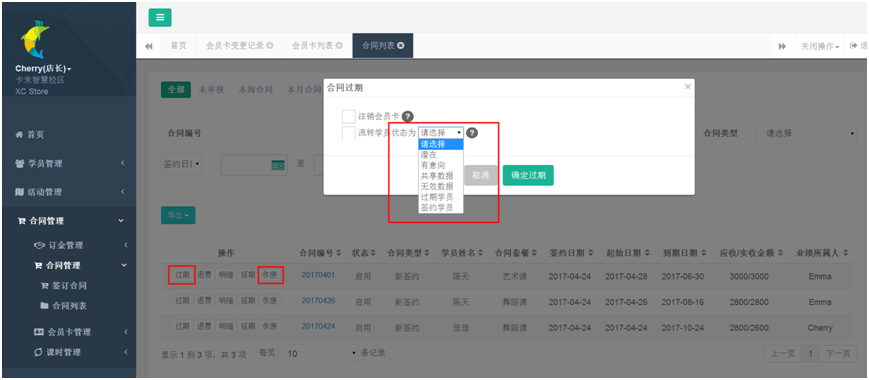 Cherry(店长)
卡米智慧校区
XC Store
首页
学员管理
活动管理
合同管理
订金管理
合同管理
签订合同
合同列表
会员卡管理
课时管理
首页
会员卡变更记录
会员卡列表
合同列表
关闭操作
全部
未审核
本周合同
本月合同
合同编号
合同类型
请选择
签约日期
至
导出
合同过期
×
注销会员卡 ?
流转学员状态为 请选择 ?
请选择
潜在
有意向
共享数据
无效数据
过期学员
签约学员
取消
确定过期
操作 合同编号 状态 合同类型 学员姓名 合同套餐 签约日期 起始日期 到期日期 应收/实收金额 业绩所属人
过期 退费 明细 延期 作废 20170401 启用 新签约 陈天 艺术课 2017-04-24 2017-04-28 2017-06-30 3000/3000 Emma
过期 退费 明细 延期 作废 20170426 启用 新签约 陈天 舞蹈课 2017-04-24 2017-04-26 2017-08-16 2800/2800 Emma
过期 退费 明细 延期 作废 20170424 启用 新签约 佳佳 舞蹈课 2017-04-24 2017-04-24 2017-10-24 2800/2600 Cherry
显示 1 到 3 项，共 3 项 每页 10 条记录
上一页 1 下一页